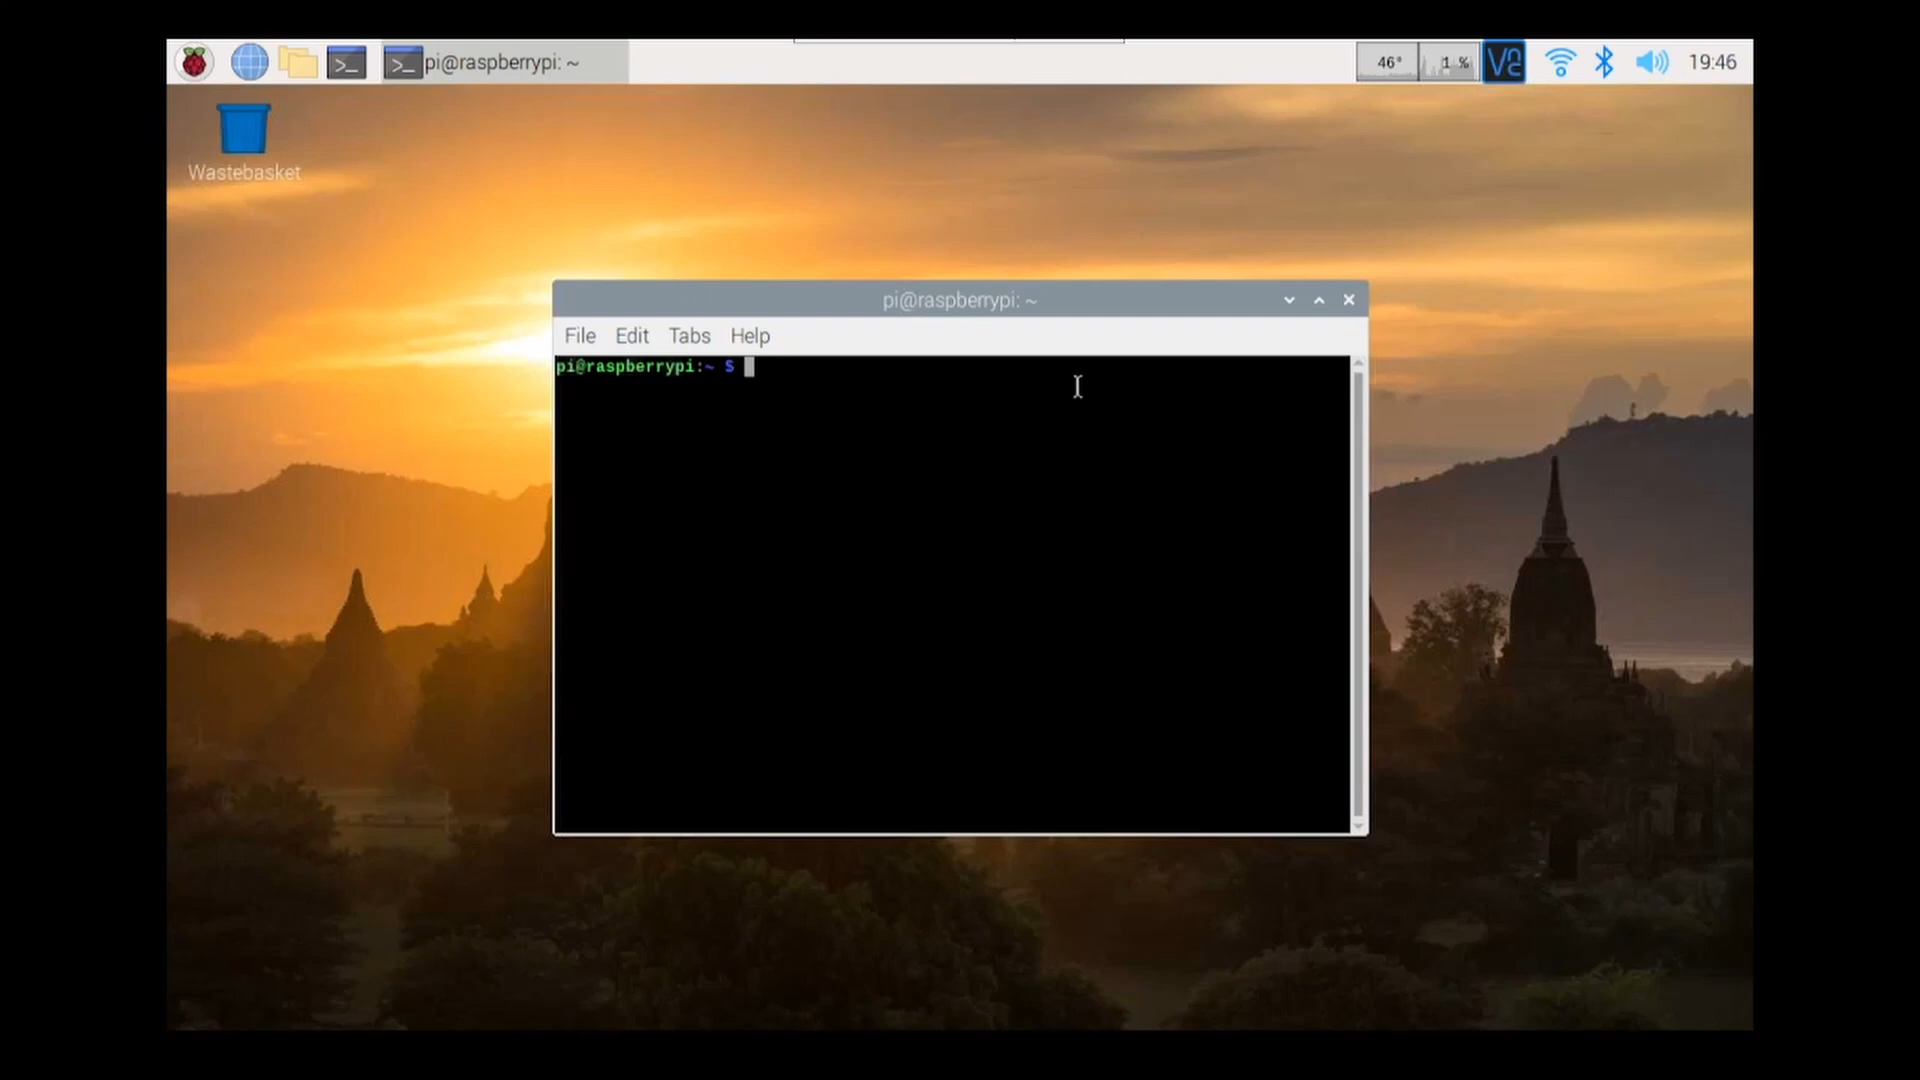 pi@raspberrypi: ~
46°
1 %
19:46
Wastebasket
pi@raspberrypi: ~
File Edit Tabs Help
pi@raspberrypi:~ $